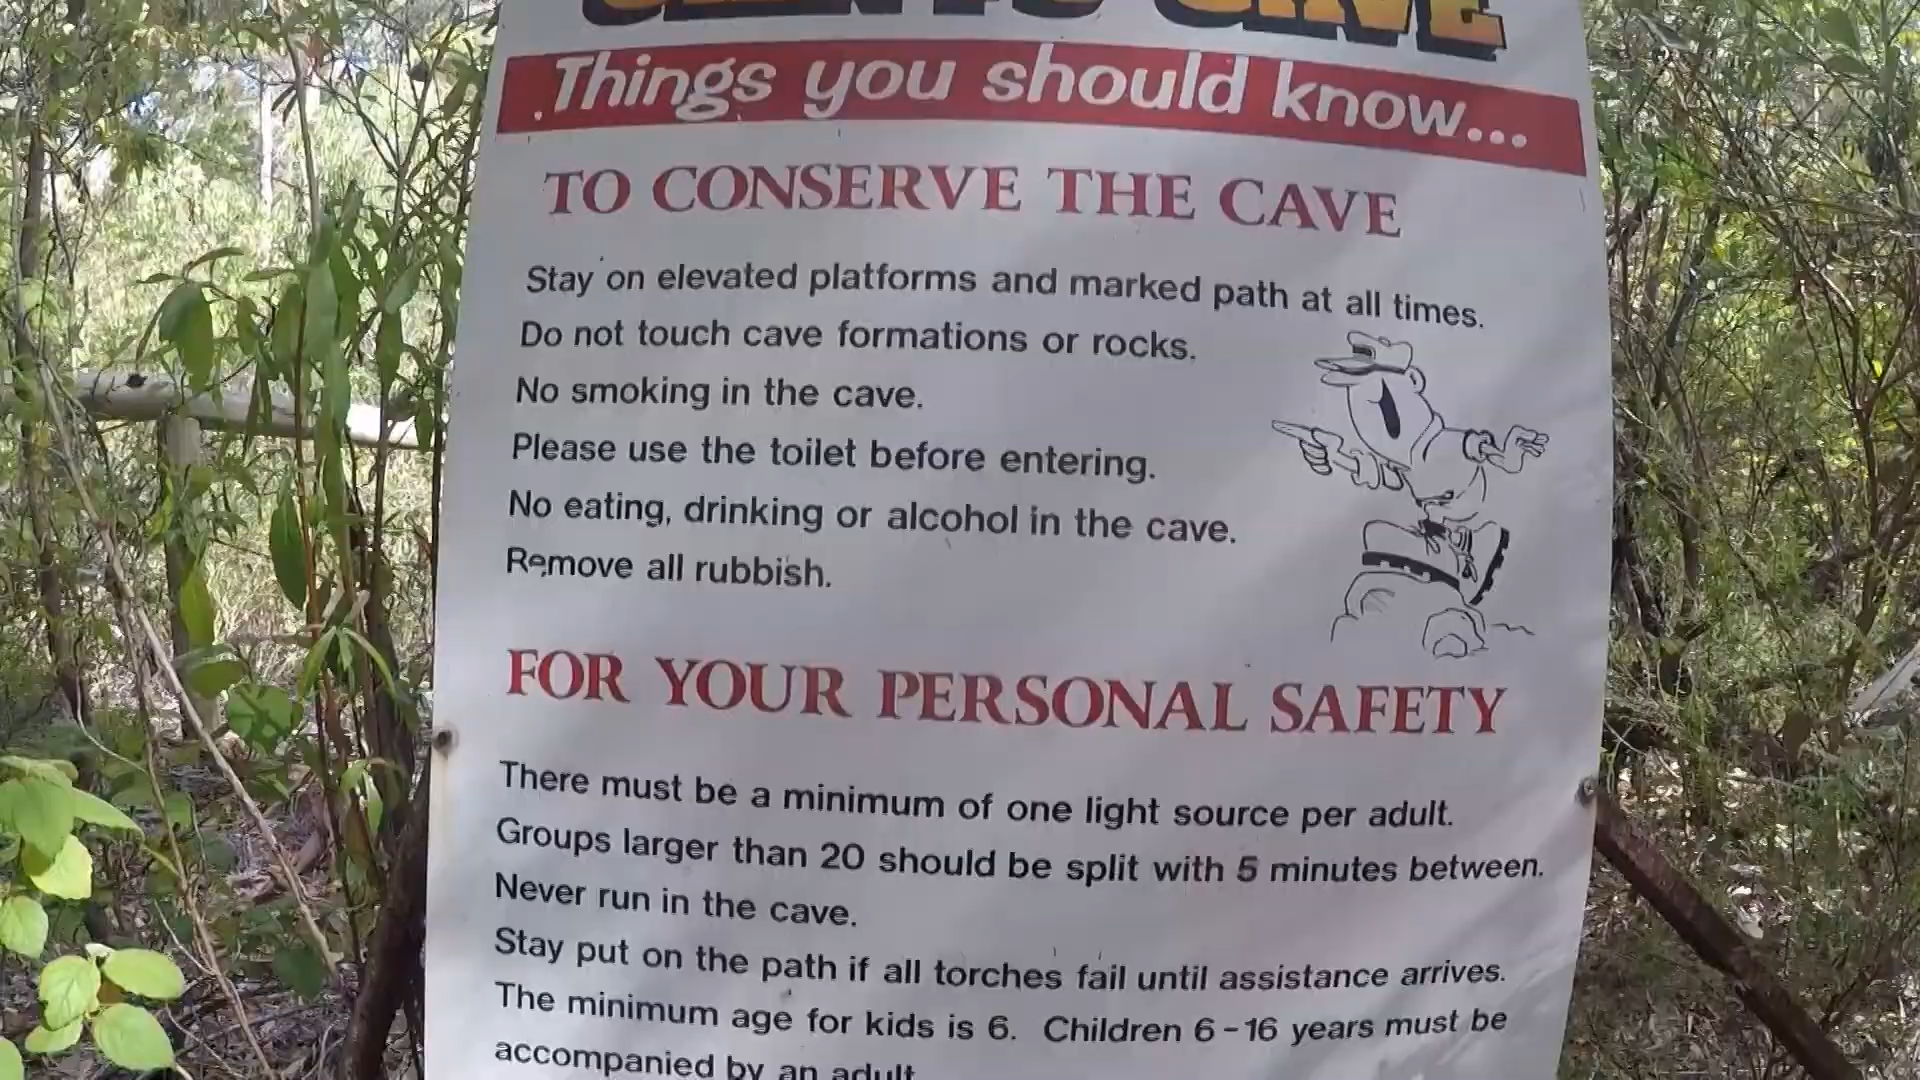 CAVE
Things you should know...
TO CONSERVE THE CAVE
Stay on elevated platforms and marked path at all times.
Do not touch cave formations or rocks.
No smoking in the cave.
Please use the toilet before entering.
No eating, drinking or alcohol in the cave.
Remove all rubbish.
FOR YOUR PERSONAL SAFETY
There must be a minimum of one light source per adult.
Groups larger than 20 should be split with 5 minutes between.
Never run in the cave.
Stay put on the path if all torches fail until assistance arrives.
The minimum age for kids is 6. Children 6-16 years must be
accompanied by an adult